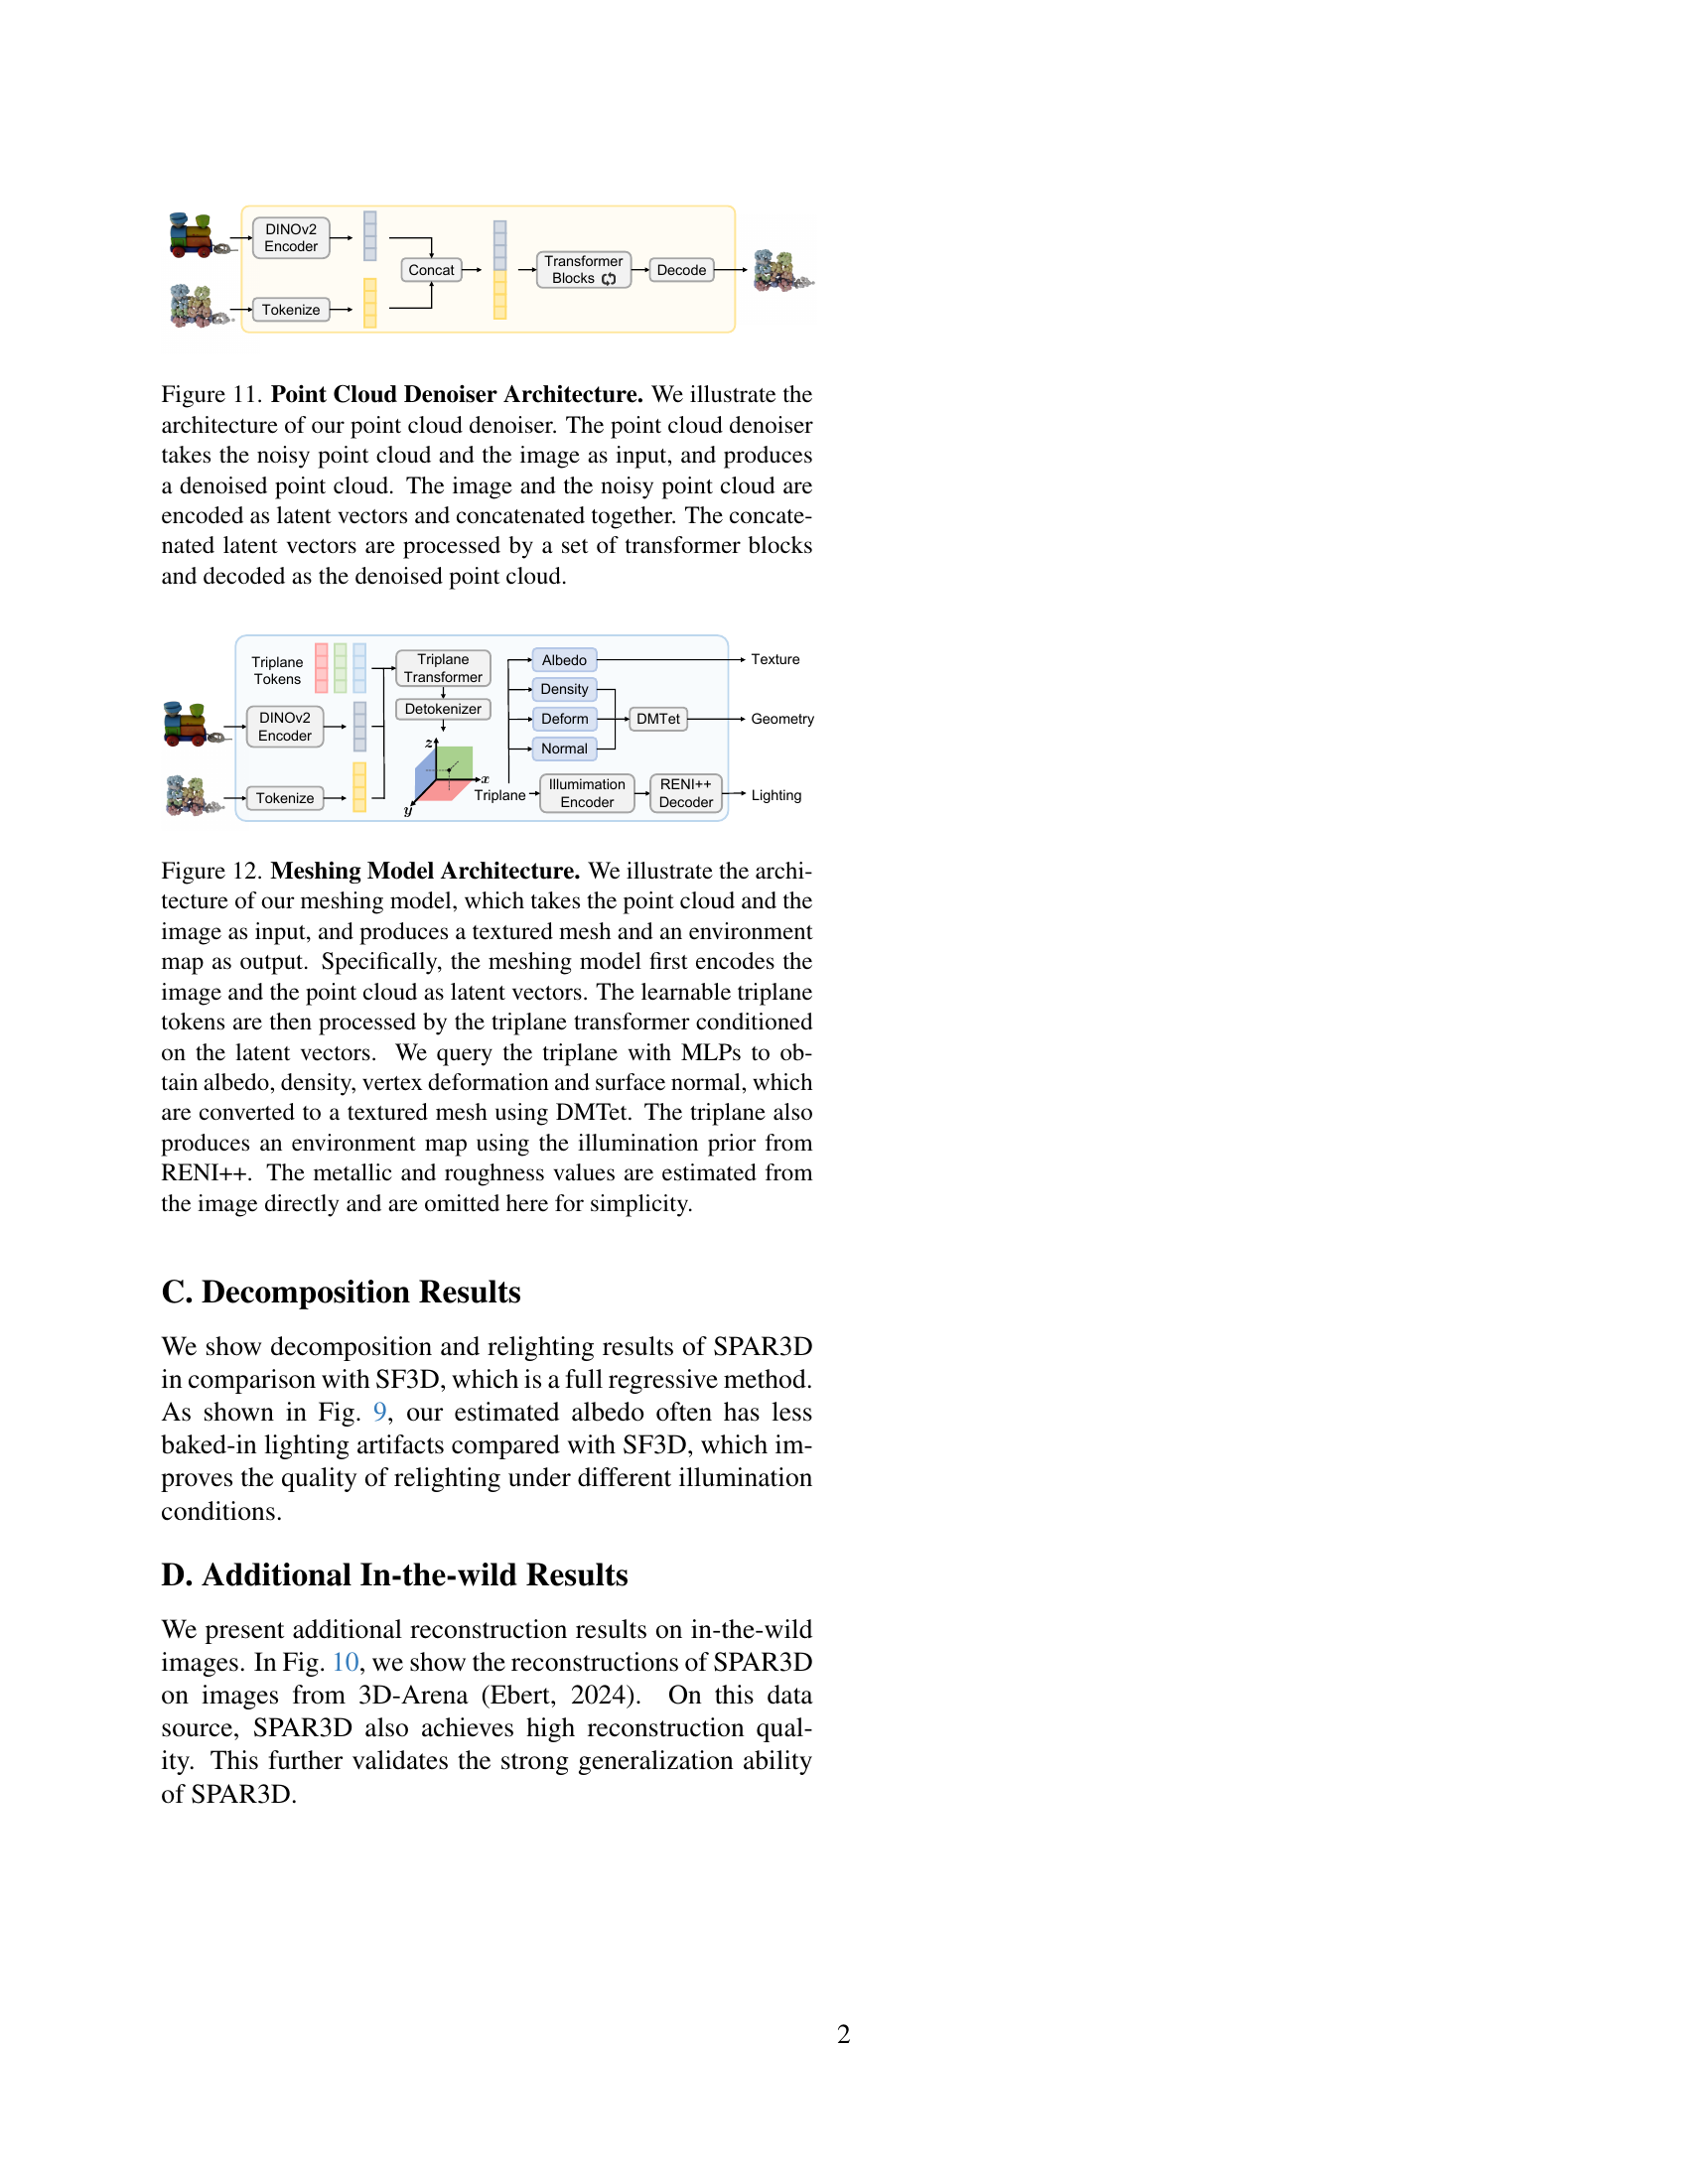 DINOv2
Encoder
Tokenize
Concat
Transformer
Blocks
Decode
Figure 11. Point Cloud Denoiser Architecture. We illustrate the
architecture of our point cloud denoiser. The point cloud denoiser
takes the noisy point cloud and the image as input, and produces
a denoised point cloud. The image and the noisy point cloud are
encoded as latent vectors and concatenated together. The concate-
nated latent vectors are processed by a set of transformer blocks
and decoded as the denoised point cloud.
Triplane
Tokens
DINOv2
Encoder
Tokenize
Triplane
Transformer
Detokenizer
z
x
y
Triplane
Albedo
Density
Deform
Normal
DMTet
Illumimation
Encoder
RENI++
Decoder
Texture
Geometry
Lighting
Figure 12. Meshing Model Architecture. We illustrate the archi-
tecture of our meshing model, which takes the point cloud and the
image as input, and produces a textured mesh and an environment
map as output. Specifically, the meshing model first encodes the
image and the point cloud as latent vectors. The learnable triplane
tokens are then processed by the triplane transformer conditioned
on the latent vectors. We query the triplane with MLPs to ob-
tain albedo, density, vertex deformation and surface normal, which
are converted to a textured mesh using DMTet. The triplane also
produces an environment map using the illumination prior from
RENI++. The metallic and roughness values are estimated from
the image directly and are omitted here for simplicity.
C. Decomposition Results
We show decomposition and relighting results of SPAR3D
in comparison with SF3D, which is a full regressive method.
As shown in Fig. 9, our estimated albedo often has less
baked-in lighting artifacts compared with SF3D, which im-
proves the quality of relighting under different illumination
conditions.
D. Additional In-the-wild Results
We present additional reconstruction results on in-the-wild
images. In Fig. 10, we show the reconstructions of SPAR3D
on images from 3D-Arena (Ebert, 2024). On this data
source, SPAR3D also achieves high reconstruction qual-
ity. This further validates the strong generalization ability
of SPAR3D.
2